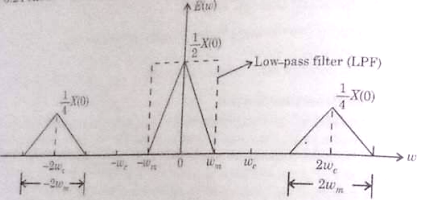 E(w)
1/2 X(0)
Low-pass filter (LPF)
1/4 X(0)
1/4 X(0)
-2w_c -w_c -w_m 0 w_m w_c 2w_c w
-2w_m 2w_m